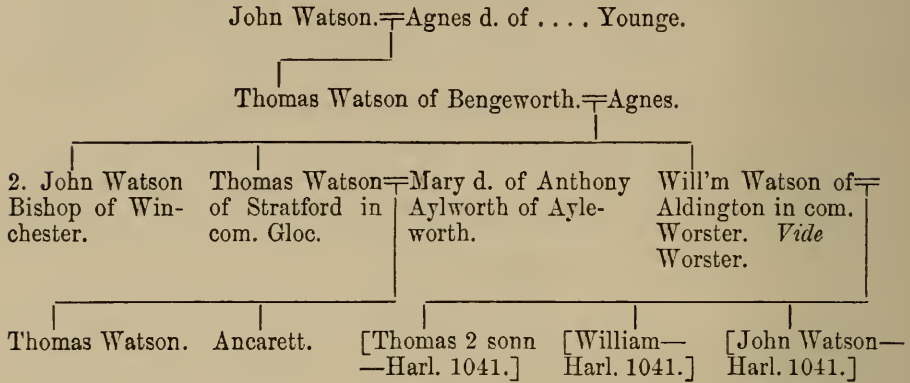 John Watson.=Agnes d. of . . . . Younge.
Thomas Watson of Bengeworth.=Agnes.
2. John Watson
Bishop of Win-
chester.
Thomas Watson=
of Stratford in
com. Gloc.
Mary d. of Anthony
Aylworth of Ayle-
worth.
Will'm Watson of=
Aldington in com.
Worster. Vide
Worster.
Thomas Watson.
Ancarett.
[Thomas 2 sonn
—Harl. 1041.]
[William—
Harl. 1041.]
[John Watson—
Harl. 1041.]